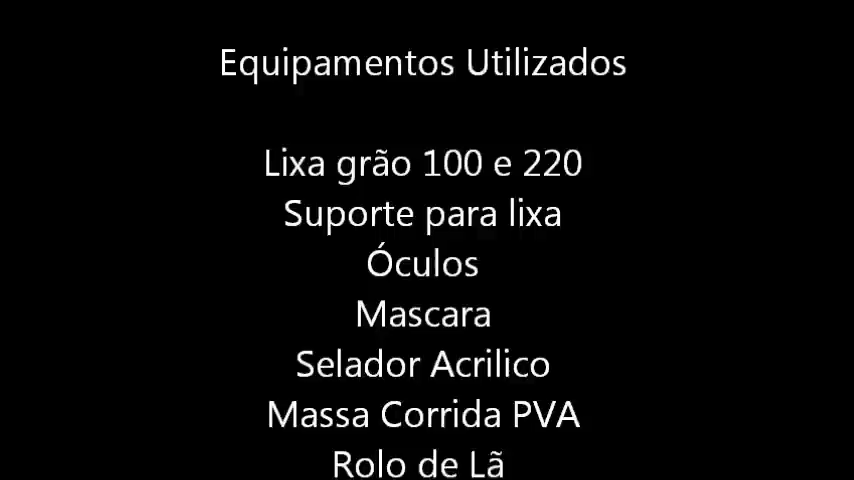 Equipamentos Utilizados
Lixa grão 100 e 220
Suporte para lixa
Óculos
Mascara
Selador Acrilico
Massa Corrida PVA
Rolo de Lã